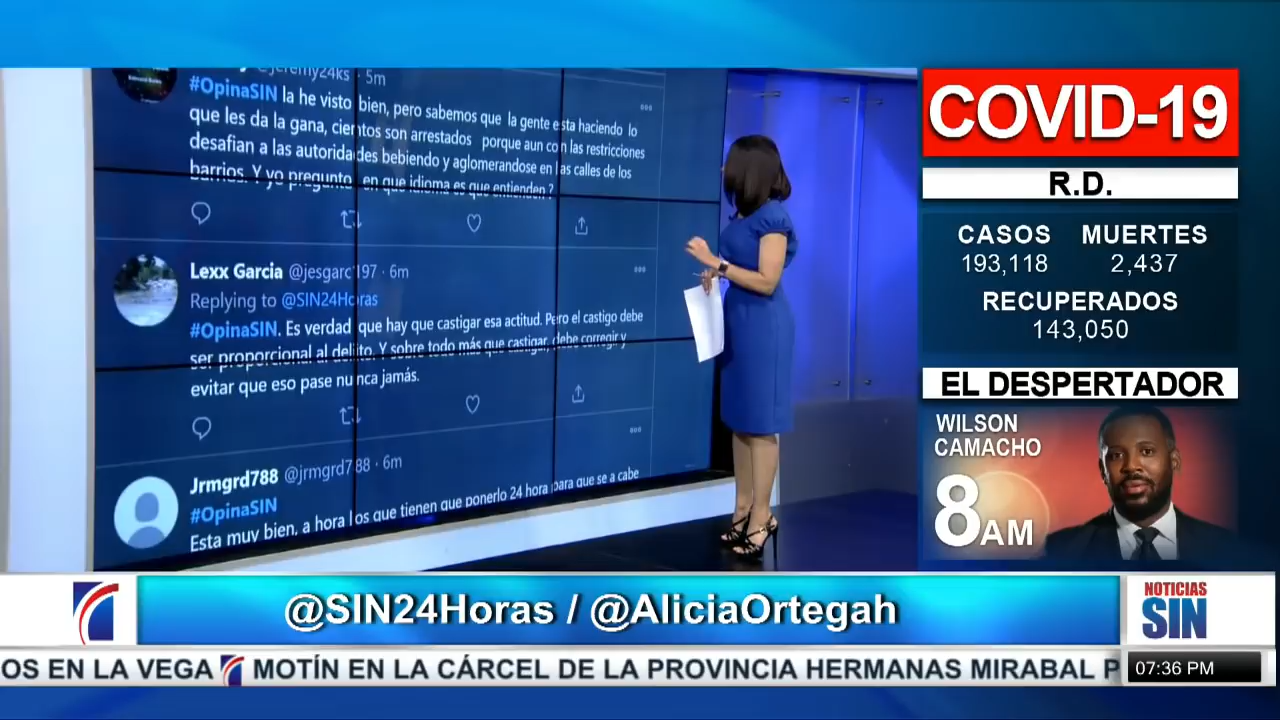 @jeremy24ks · 5m
#OpinaSIN la he visto bien, pero sabemos que la gente esta haciendo lo
que les da la gana, cientos son arrestados porque aun con las restricciones
desafian a las autoridades bebiendo y aglomerandose en las calles de los
barrios. Y yo pregunto en que idioma es que entienden ?
Lexx Garcia @jesgarc197 · 6m
Replying to @SIN24Horas
#OpinaSIN. Es verdad que hay que castigar esa actitud. Pero el castigo debe
ser proporcional al delito. Y sobre todo más que castigar, debe corregir y
evitar que eso pase nunca jamás.
Jrmgrd788 @jrmgrd788 · 6m
#OpinaSIN
Esta muy bien, a hora los que tienen que ponerlo 24 hora para que se a cabe
COVID-19
R.D.
CASOS MUERTES
193,118 2,437
RECUPERADOS
143,050
EL DESPERTADOR
WILSON
CAMACHO
8AM
@SIN24Horas / @AliciaOrtegah
NOTICIAS
SIN
OS EN LA VEGA MOTÍN EN LA CÁRCEL DE LA PROVINCIA HERMANAS MIRABAL P
07:36 PM